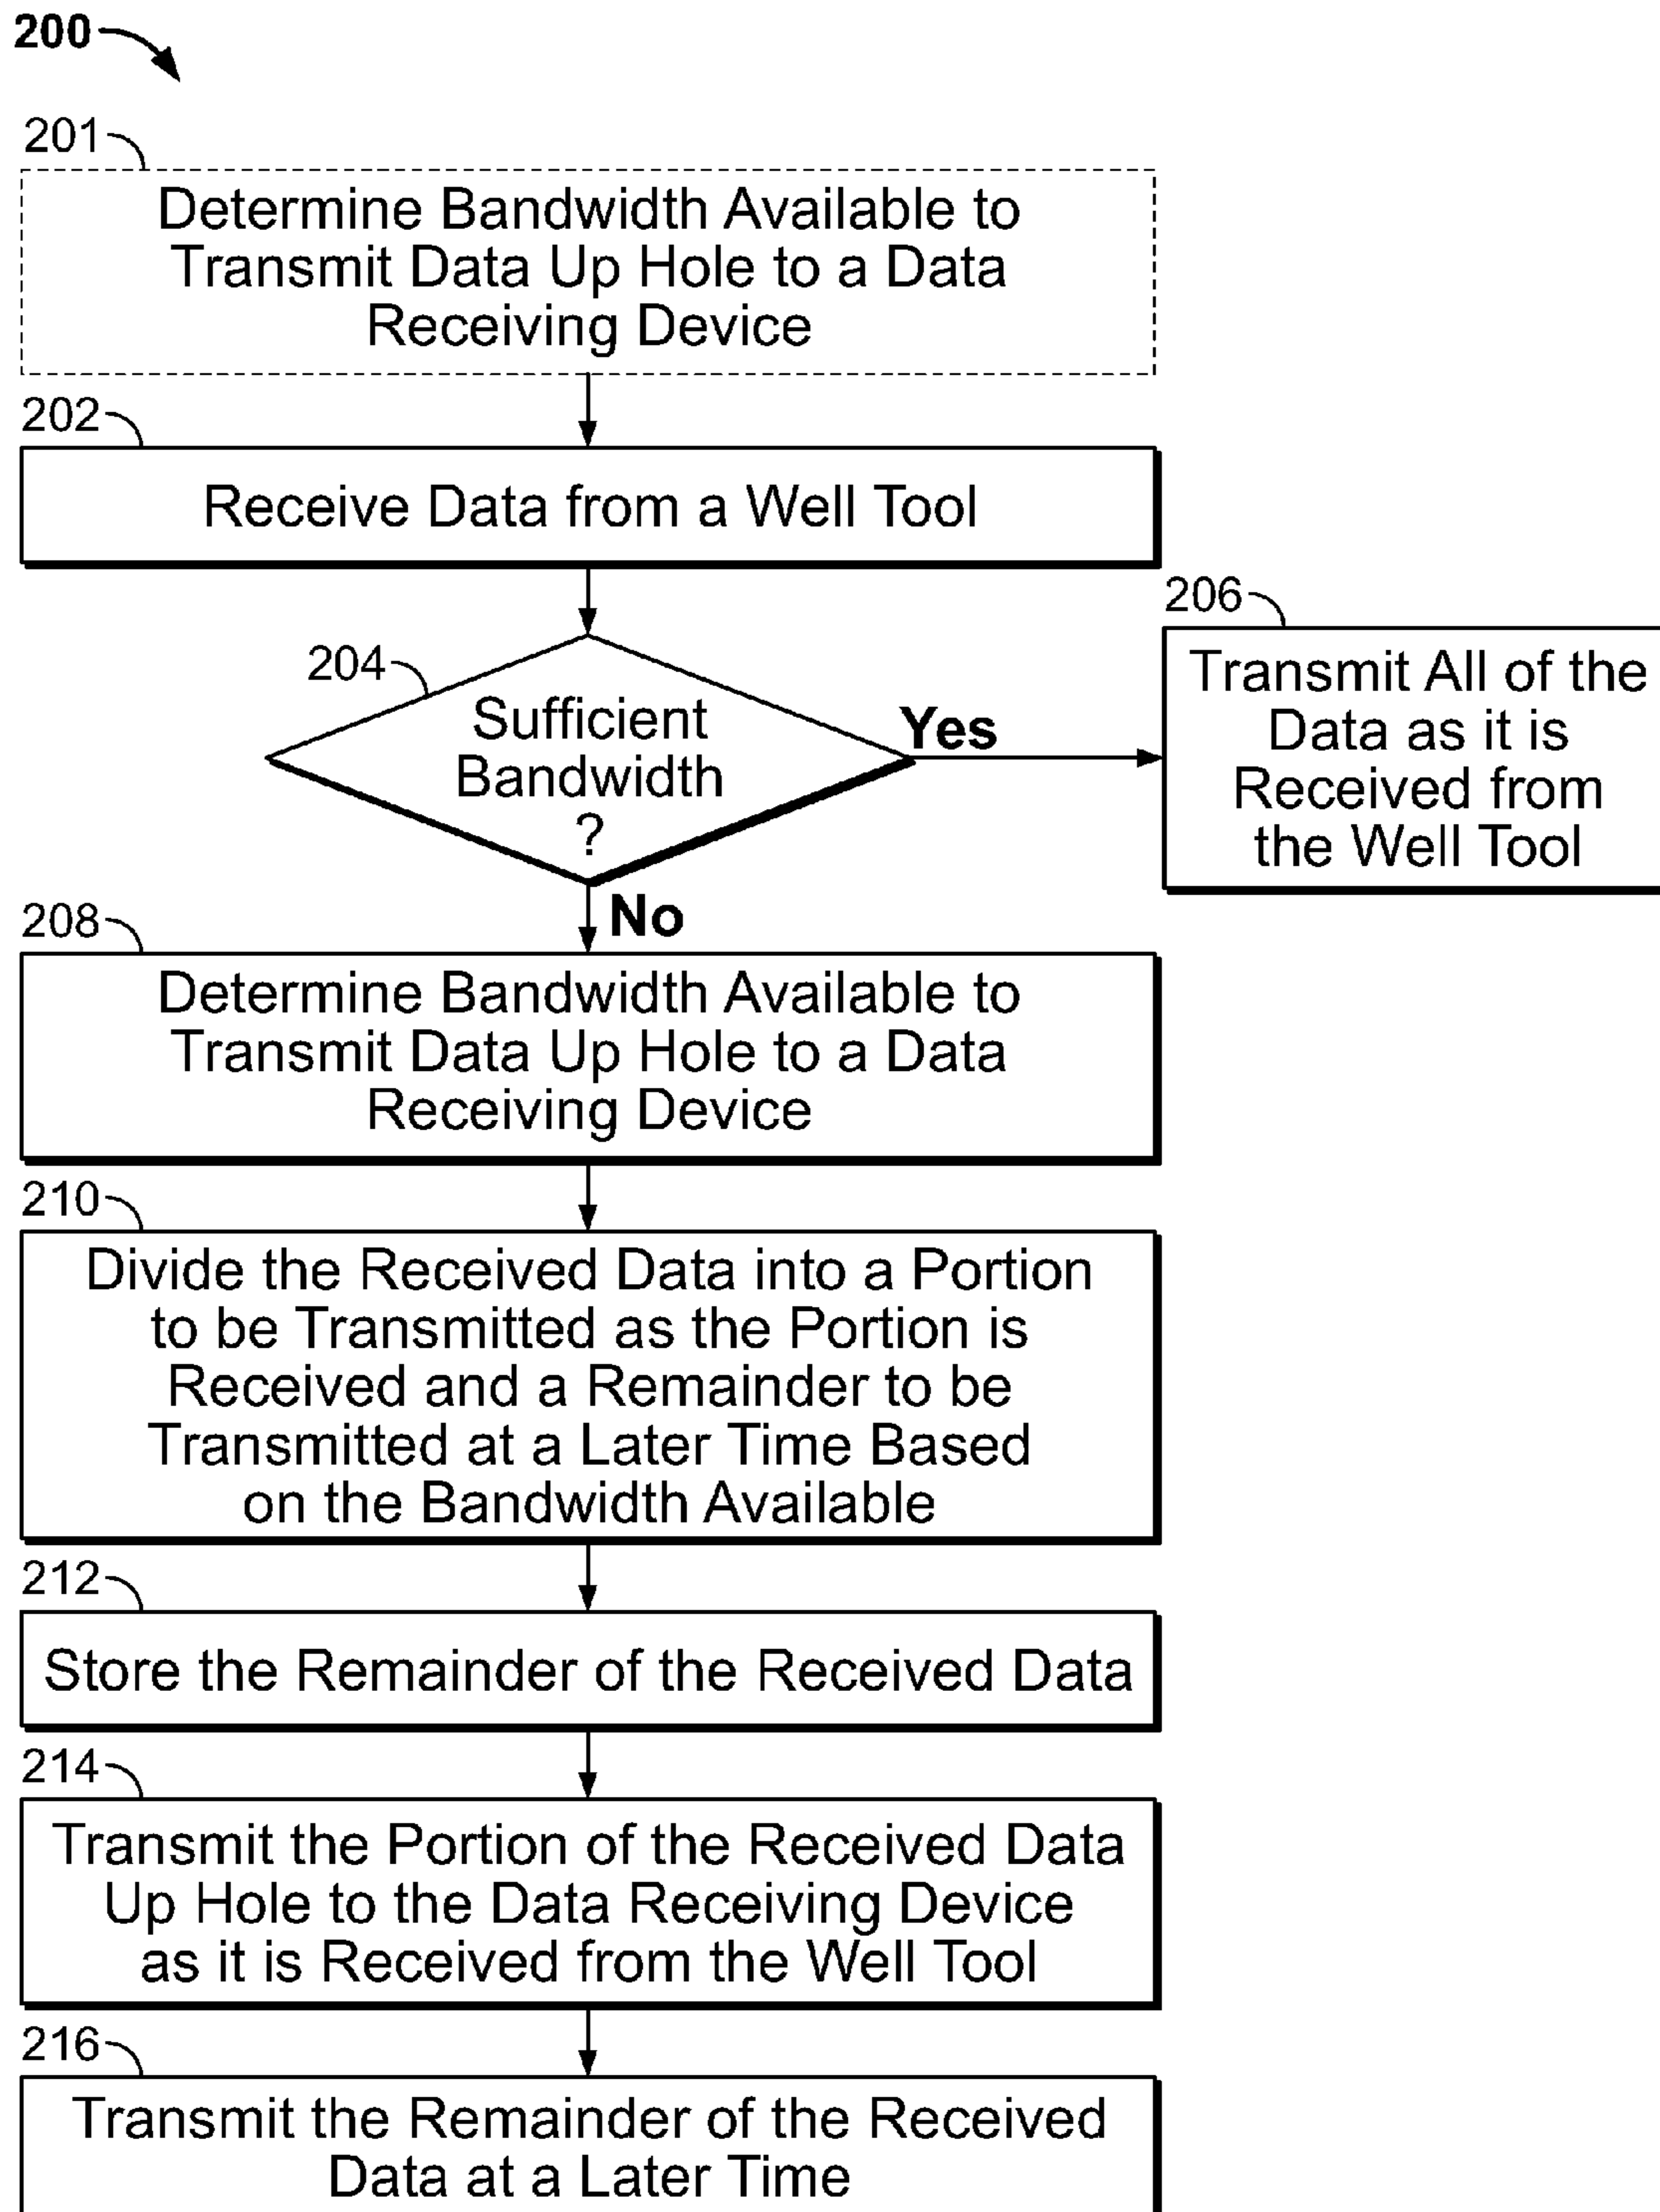 200
201
Determine Bandwidth Available to
Transmit Data Up Hole to a Data
Receiving Device
202
Receive Data from a Well Tool
204
Sufficient
Bandwidth
?
Yes
206
Transmit All of the
Data as it is
Received from
the Well Tool
No
208
Determine Bandwidth Available to
Transmit Data Up Hole to a Data
Receiving Device
210
Divide the Received Data into a Portion
to be Transmitted as the Portion is
Received and a Remainder to be
Transmitted at a Later Time Based
on the Bandwidth Available
212
Store the Remainder of the Received Data
214
Transmit the Portion of the Received Data
Up Hole to the Data Receiving Device
as it is Received from the Well Tool
216
Transmit the Remainder of the Received
Data at a Later Time